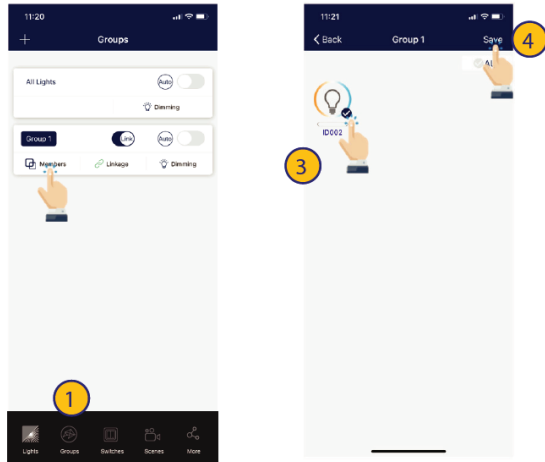 11:20
Groups
All Lights
Auto
Dimming
Group 1
Link
Auto
Members
Linkage
Dimming
1
Lights
Groups
Switches
Scenes
More
11:21
Back
Group 1
Save
4
ID002
3